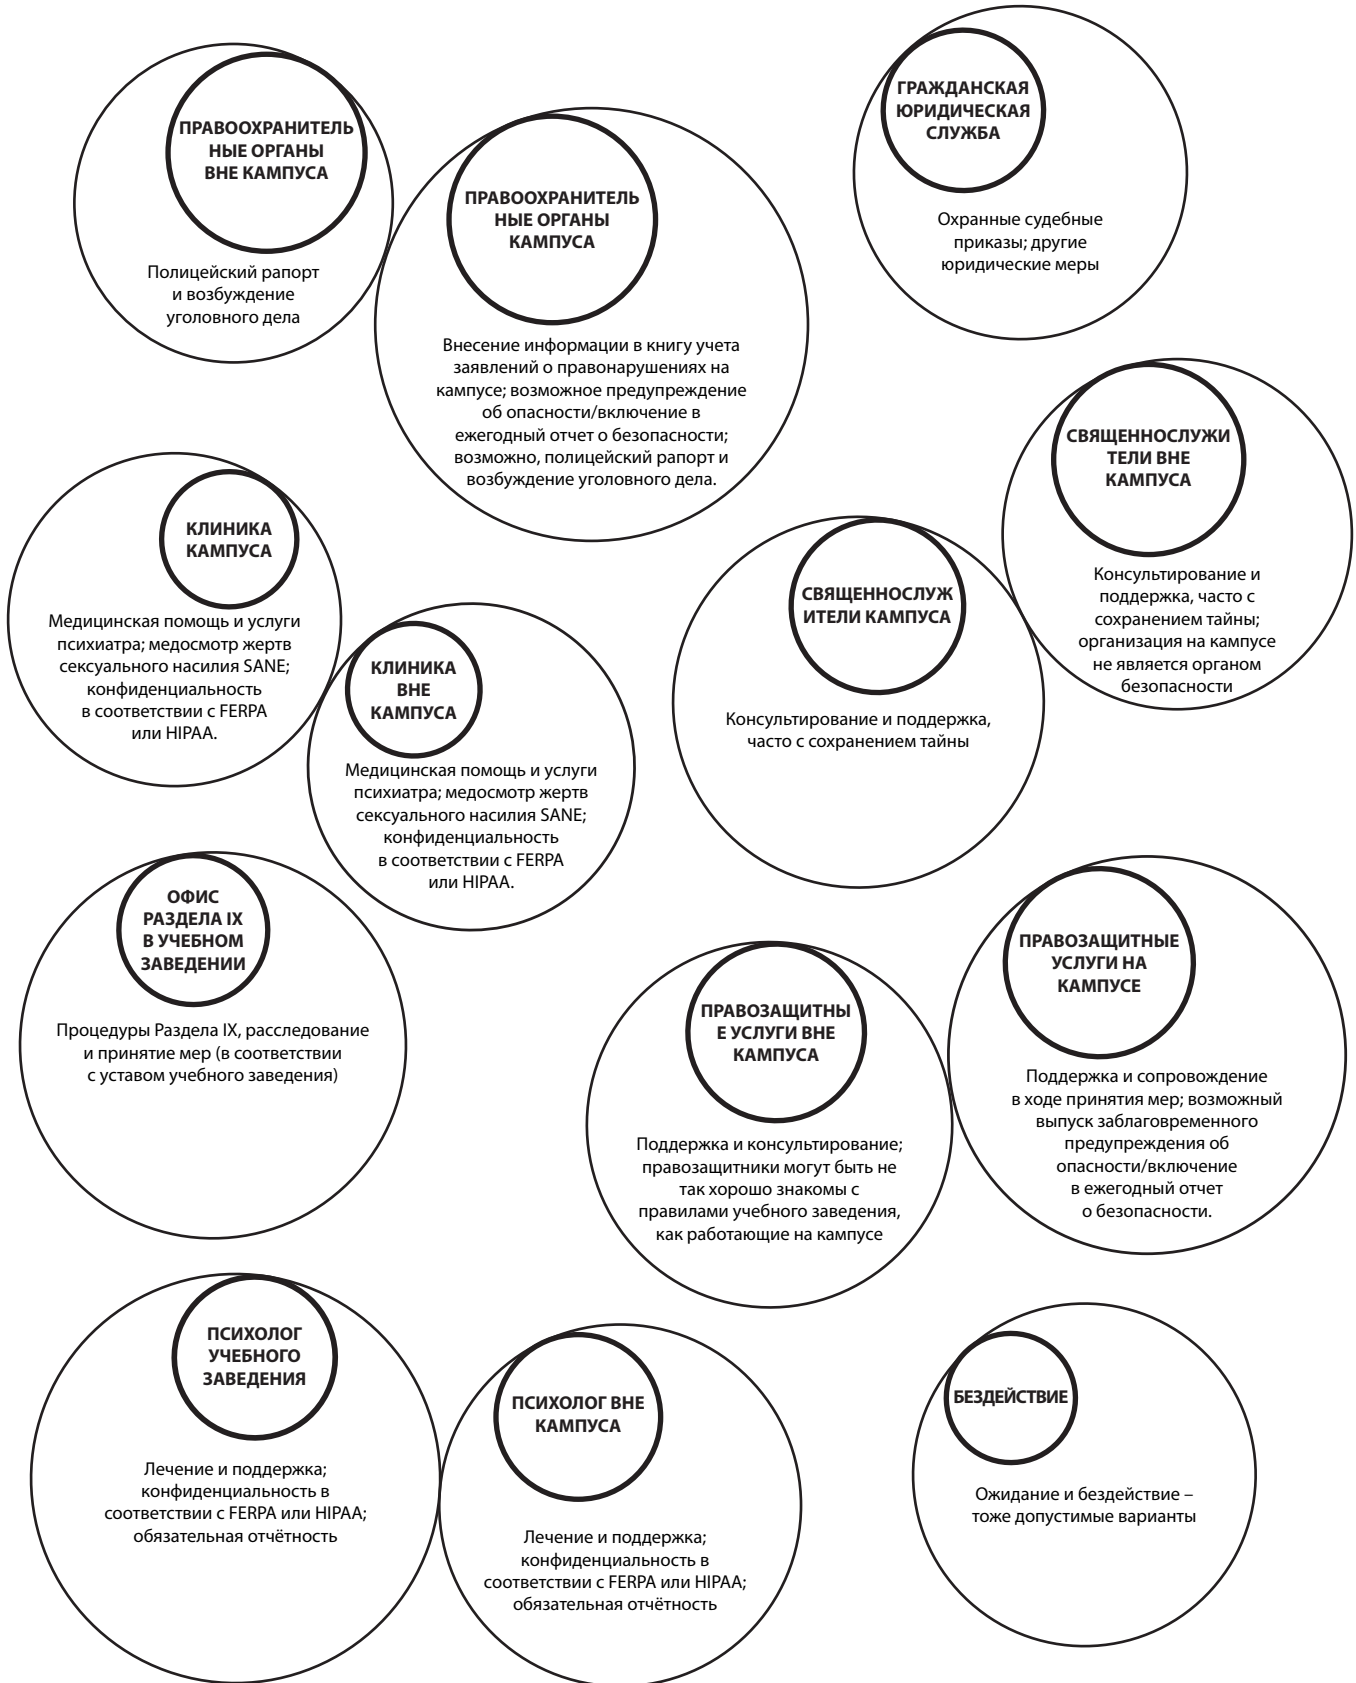 ПРАВООХРАНИТЕЛЬ
НЫЕ ОРГАНЫ
ВНЕ КАМПУСА
Полицейский рапорт
и возбуждение
уголовного дела
ПРАВООХРАНИТЕЛЬ
НЫЕ ОРГАНЫ
КАМПУСА
Внесение информации в книгу учета
заявлений о правонарушениях на
кампусе; возможное предупреждение
об опасности/включение в
ежегодный отчет о безопасности;
возможно, полицейский рапорт и
возбуждение уголовного дела.
ГРАЖДАНСКАЯ
ЮРИДИЧЕСКАЯ
СЛУЖБА
Охранные судебные
приказы; другие
юридические меры
СВЯЩЕННОСЛУЖИ
ТЕЛИ ВНЕ
КАМПУСА
Консультирование и
поддержка, часто с
сохранением тайны;
организация на кампусе
не является органом
безопасности
КЛИНИКА
КАМПУСА
Медицинская помощь и услуги
психиатра; медосмотр жертв
сексуального насилия SANE;
конфиденциальность
в соответствии с FERPA
или HIPAA.
КЛИНИКА
ВНЕ
КАМПУСА
Медицинская помощь и услуги
психиатра; медосмотр жертв
сексуального насилия SANE;
конфиденциальность
в соответствии с FERPA
или HIPAA.
СВЯЩЕННОСЛУЖ
ИТЕЛИ КАМПУСА
Консультирование и поддержка,
часто с сохранением тайны
ОФИС
РАЗДЕЛА IX
В УЧЕБНОМ
ЗАВЕДЕНИИ
Процедуры Раздела IX, расследование
и принятие мер (в соответствии
с уставом учебного заведения)
ПРАВОЗАЩИТНЫ
Е УСЛУГИ ВНЕ
КАМПУСА
Поддержка и консультирование;
правозащитники могут быть не
так хорошо знакомы с
правилами учебного заведения,
как работающие на кампусе
ПРАВОЗАЩИТНЫЕ
УСЛУГИ НА
КАМПУСЕ
Поддержка и сопровождение
в ходе принятия мер; возможный
выпуск заблаговременного
предупреждения об
опасности/включение
в ежегодный отчет
о безопасности.
ПСИХОЛОГ
УЧЕБНОГО
ЗАВЕДЕНИЯ
Лечение и поддержка;
конфиденциальность в
соответствии с FERPA или HIPAA;
обязательная отчётность
ПСИХОЛОГ ВНЕ
КАМПУСА
Лечение и поддержка;
конфиденциальность в
соответствии с FERPA или HIPAA;
обязательная отчётность
БЕЗДЕЙСТВИЕ
Ожидание и бездействие –
тоже допустимые варианты